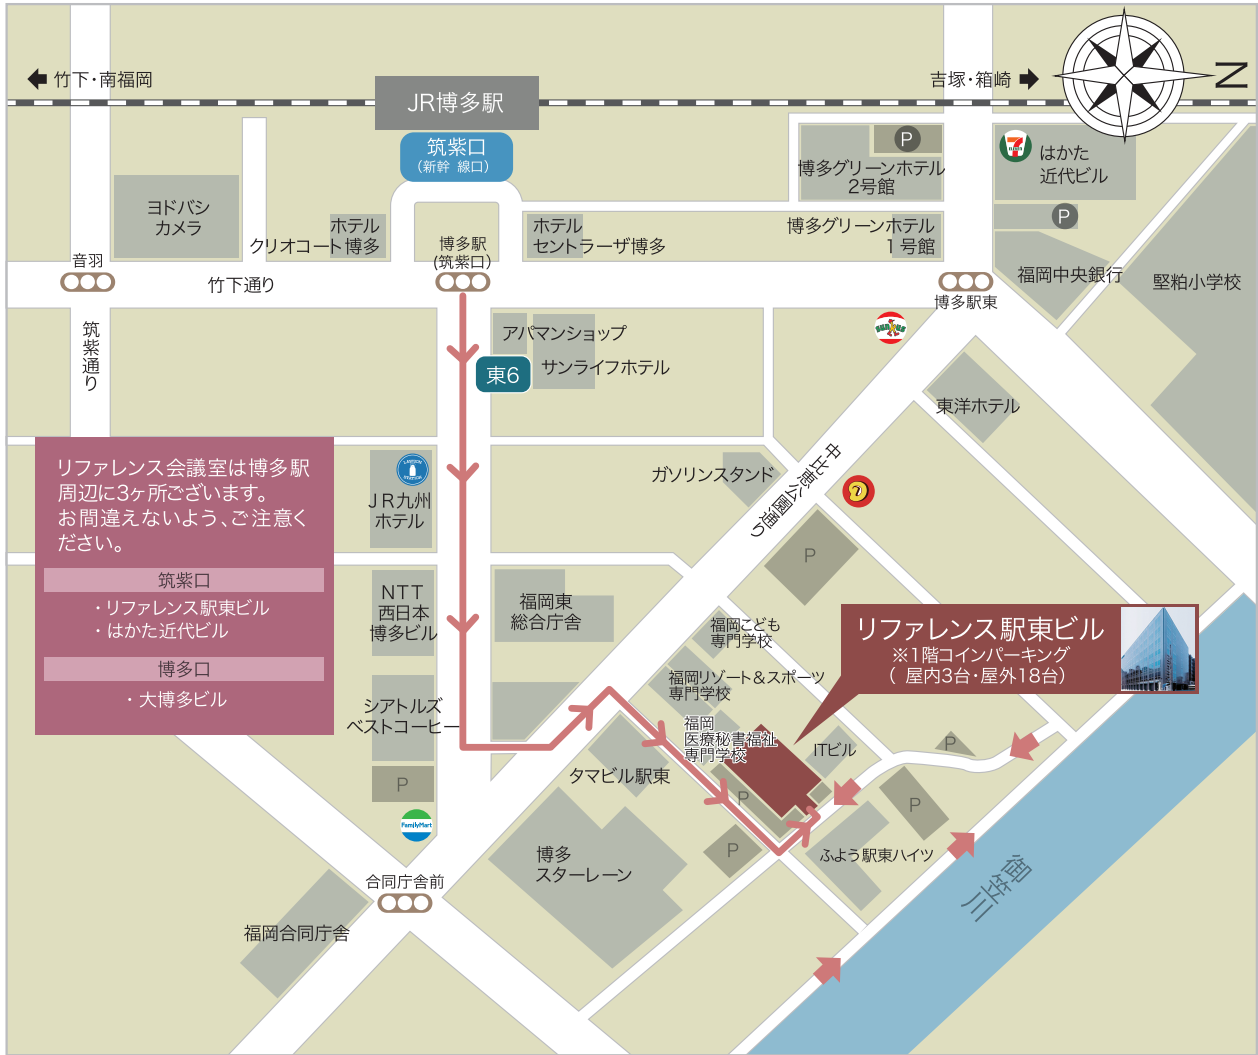 竹下・南福岡
吉塚・箱崎
N
JR博多駅
筑紫口
(新幹 線口)
ヨドバシ
カメラ
ホテル
クリオコート博多
ホテル
セントラーザ博多
博多グリーンホテル
2号館
P
博多グリーンホテル
1号館
7
ELEVEN
はかた
近代ビル
P
福岡中央銀行
堅粕小学校
音羽
竹下通り
博多駅
(筑紫口)
博多駅東
筑紫通り
アパマンショップ
サンライフホテル
東6
東洋ホテル
中比恵公園通り
ガソリンスタンド
リファレンス会議室は博多駅
周辺に3ヶ所ございます。
お間違えないよう、ご注意く
ださい。
筑紫口
・リファレンス駅東ビル
・はかた近代ビル
博多口
・大博多ビル
JR九州
ホテル
NTT
西日本
博多ビル
福岡東
総合庁舎
P
福岡こども
専門学校
福岡リゾート&スポーツ
専門学校
福岡
医療秘書福祉
専門学校
リファレンス駅東ビル
※1階コインパーキング
( 屋内3台・屋外18台)
シアトルズ
ベストコーヒー
P
FamilyMart
タマビル駅東
ITビル
P
P
P
P
ふよう駅東ハイツ
博多
スターレーン
御笠川
合同庁舎前
福岡合同庁舎